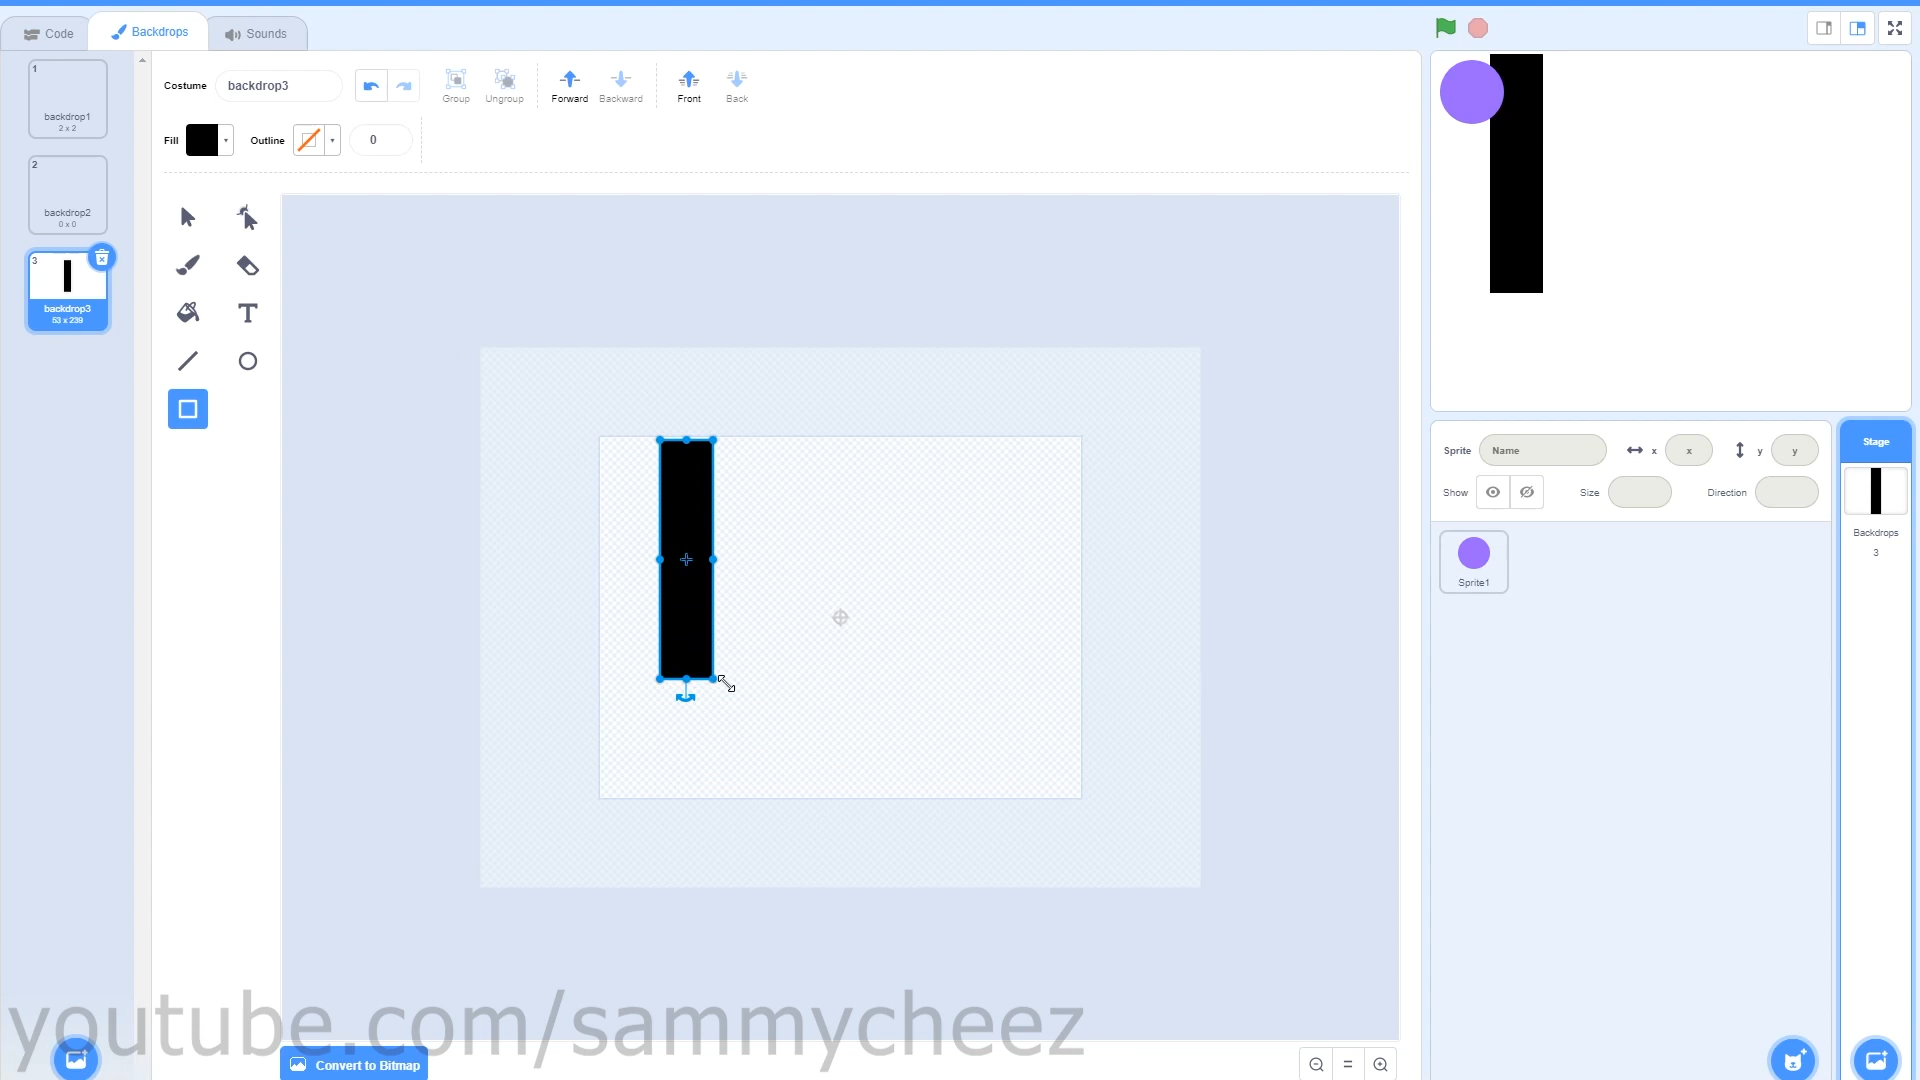 Code
Backdrops
Sounds
1
backdrop1
2 x 2
2
backdrop2
0 x 0
3
backdrop3
53 x 239
Costume
backdrop3
Group
Ungroup
Forward
Backward
Front
Back
Fill
Outline
0
T
Sprite
Name
x
x
y
y
Show
Size
Direction
Sprite1
Stage
Backdrops
3
youtube.com/sammycheez
Convert to Bitmap